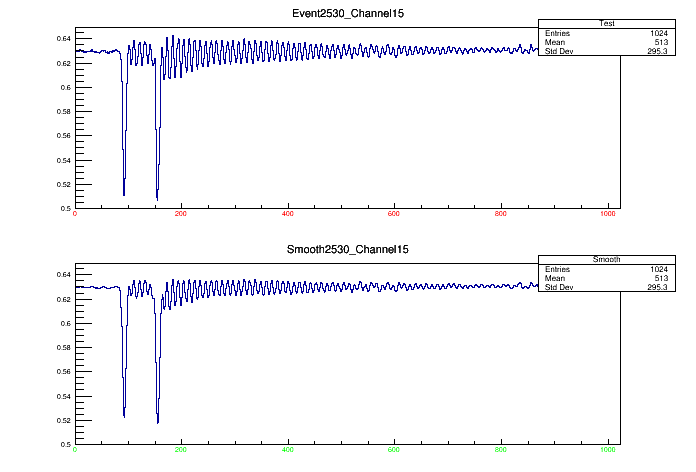 Event2530_Channel15
Test
Entries 1024
Mean 513
Std Dev 295.3
0.64
0.62
0.6
0.58
0.56
0.54
0.52
0.5
0 200 400 600 800 1000
Smooth2530_Channel15
Smooth
Entries 1024
Mean 513
Std Dev 295.3
0.64
0.62
0.6
0.58
0.56
0.54
0.52
0.5
0 200 400 600 800 1000